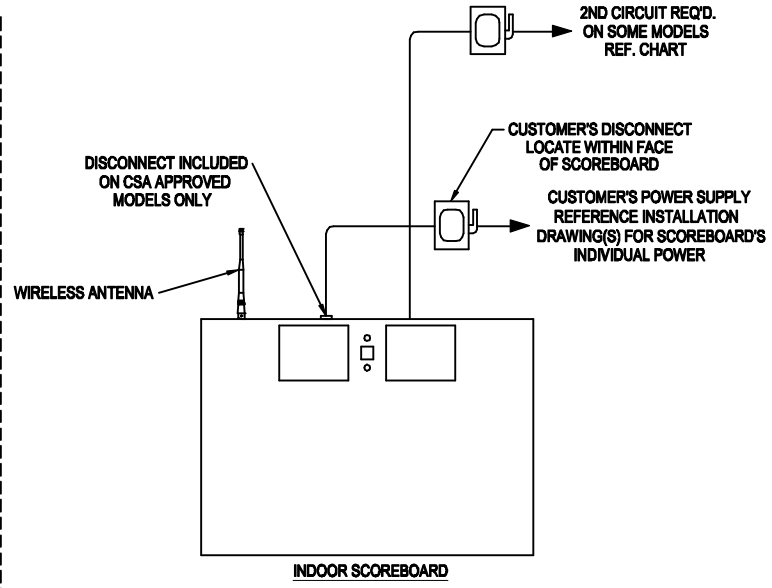 2ND CIRCUIT REQ'D.
ON SOME MODELS
REF. CHART
CUSTOMER'S DISCONNECT
LOCATE WITHIN FACE
OF SCOREBOARD
DISCONNECT INCLUDED
ON CSA APPROVED
MODELS ONLY
CUSTOMER'S POWER SUPPLY
REFERENCE INSTALLATION
DRAWING(S) FOR SCOREBOARD'S
INDIVIDUAL POWER
WIRELESS ANTENNA
INDOOR SCOREBOARD